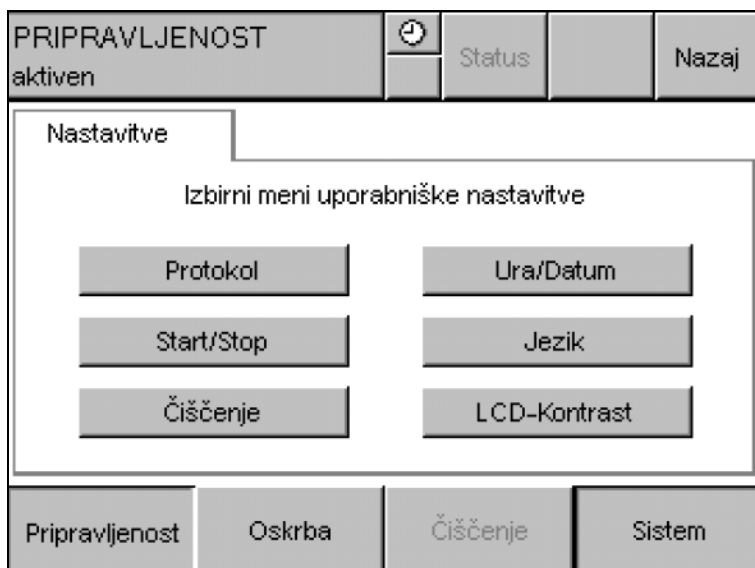 PRIPRAVLJENOST
aktiven
Status
Nazaj
Nastavitve
Izbirni meni uporabniške nastavitve
Protokol
Ura/Datum
Start/Stop
Jezik
Čiščenje
LCD-Kontrast
Pripravljenost
Oskrba
Čiščenje
Sistem